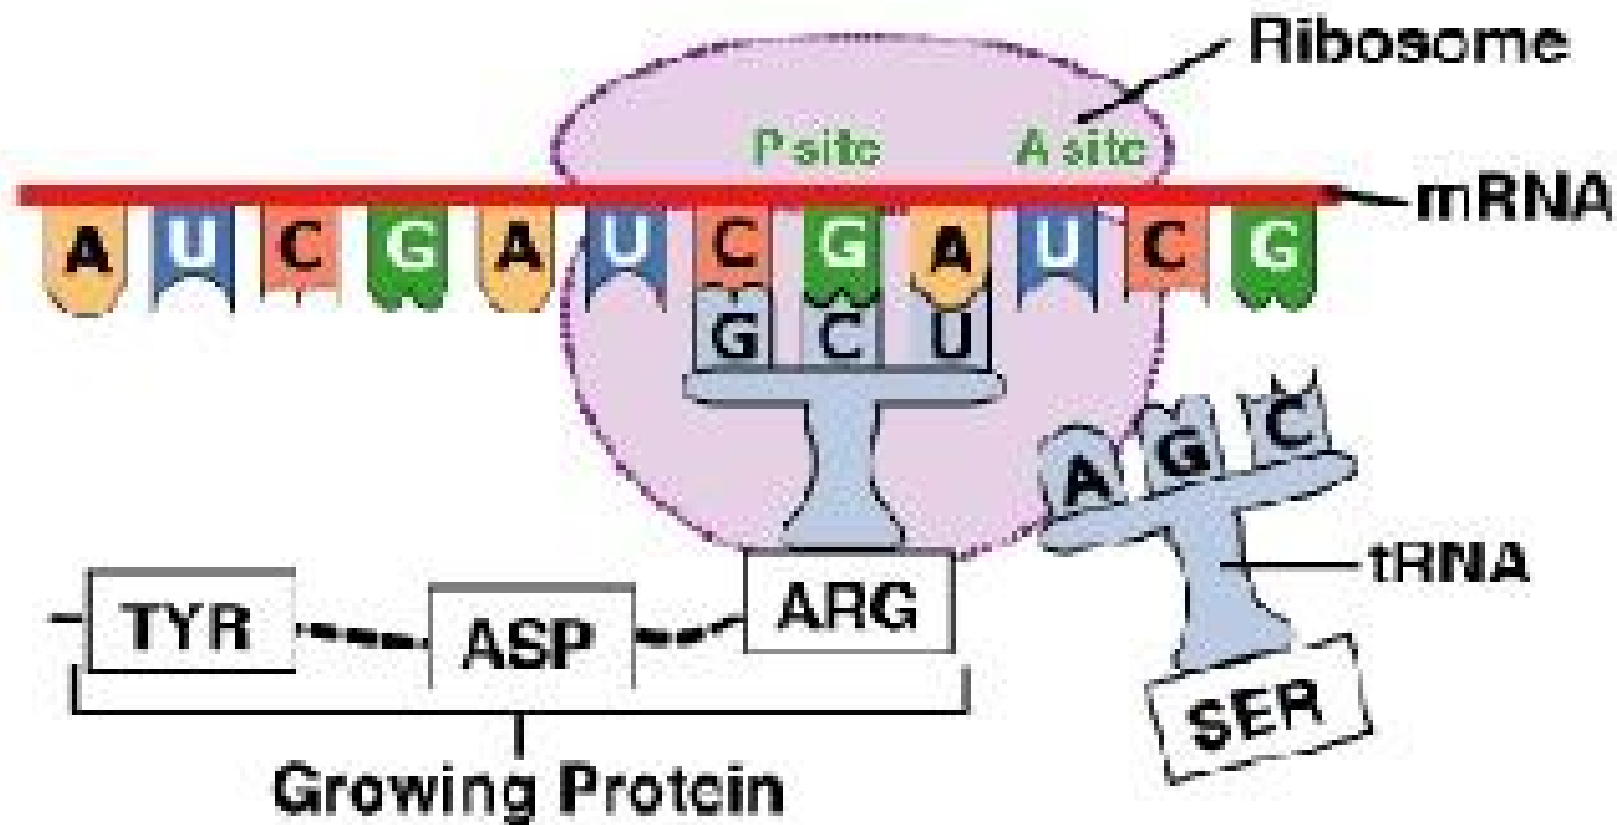 Ribosome
P site A site
mRNA
A U C G A U C G A U C G
G C U
A G C
tRNA
TYR ASP ARG
SER
Growing Protein